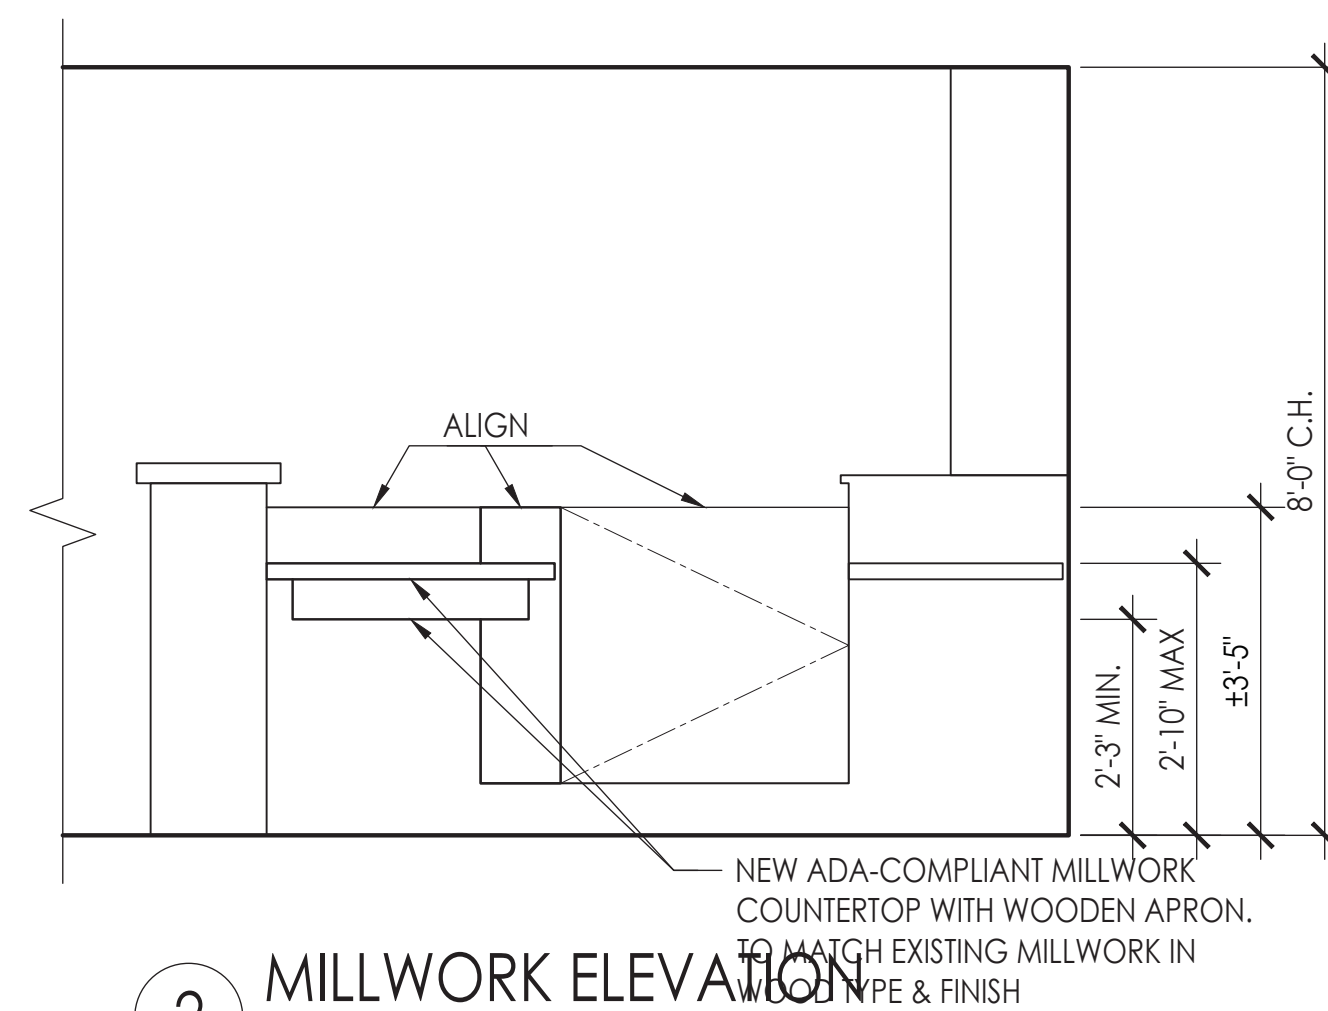 ALIGN
8'-0" C.H.
±3'-5"
2'-10" MAX
2'-3" MIN.
NEW ADA-COMPLIANT MILLWORK
COUNTERTOP WITH WOODEN APRON.
TO MATCH EXISTING MILLWORK IN
WOOD TYPE & FINISH
2
MILLWORK ELEVATION